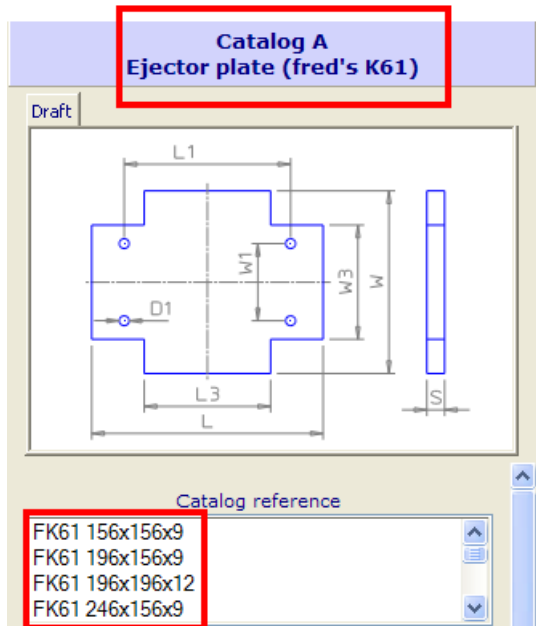 Catalog A
Ejector plate (fred's K61)
Draft
L1
W1
W3
W
D1
L3
S
L
Catalog reference
FK61 156x156x9
FK61 196x156x9
FK61 196x196x12
FK61 246x156x9